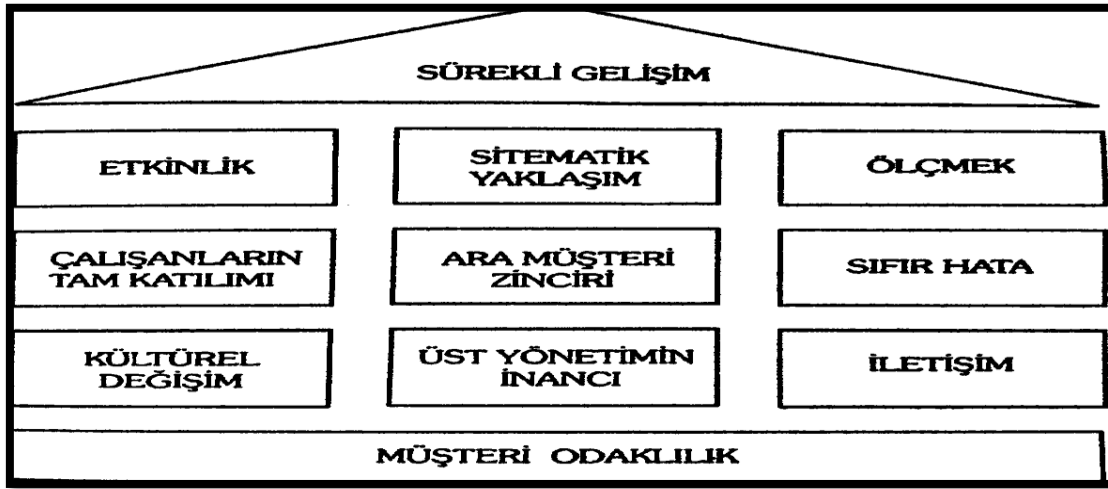 SÜREKLİ GELİŞİM
ETKİNLİK
SİTEMATİK
YAKLAŞIM
ÖLÇMEK
ÇALIŞANLARIN
TAM KATILIMI
ARA MÜŞTERİ
ZİNCİRİ
SIFIR HATA
KÜLTÜREL
DEĞİŞİM
ÜST YÖNETİMİN
İNANCI
İLETİŞİM
MÜŞTERİ ODAKLILIK